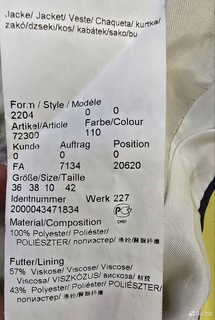 Jacke/ Jacket/ Veste/ Chaqueta/ kurtka/
zakó/dzseki/kos/ kabátek/sako/bu
Form / Style / Modèle
2204 0 0
Artikel/Article Farbe/Colour
72300 110
Kunde Auftrag Position
0 0 0
FA 7134 20620
Größe/Size/Taille
36 38 10 42
Identnummer Werk 227
2000043471834
Material/Composition
100% Polyester/ Poliéster/
POLIÉSZTER/ полиэстер/
Futter/Lining
57% Viskose/ Viscose/ Viscose/
Viscosa/ VISZKÓZUS/ вискоза/
43% Polyester/ Polyester/ Poliéster/
POLIÉSZTER/ полиэстер/
Avito